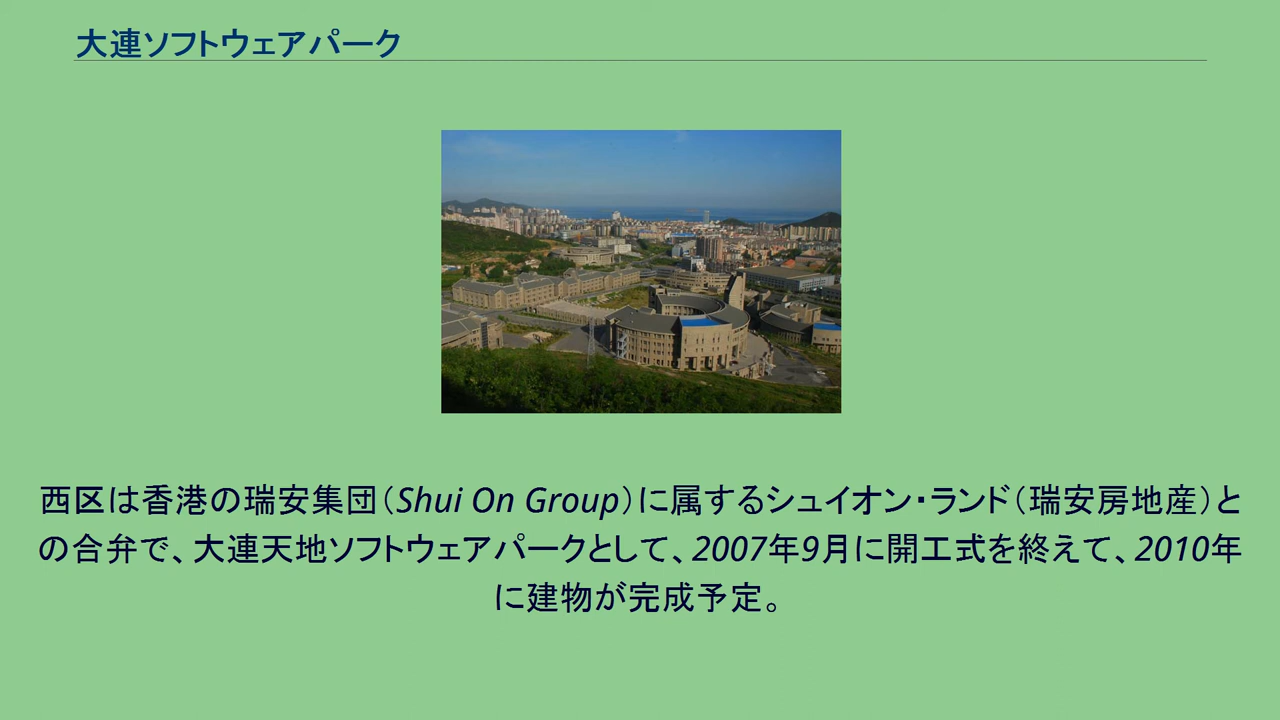 大連ソフトウェアパーク
西区は香港の瑞安集団（Shui On Group）に属するシュイオン・ランド（瑞安房地産）と
の合弁で、大連天地ソフトウェアパークとして、2007年9月に開工式を終えて、2010年
に建物が完成予定。